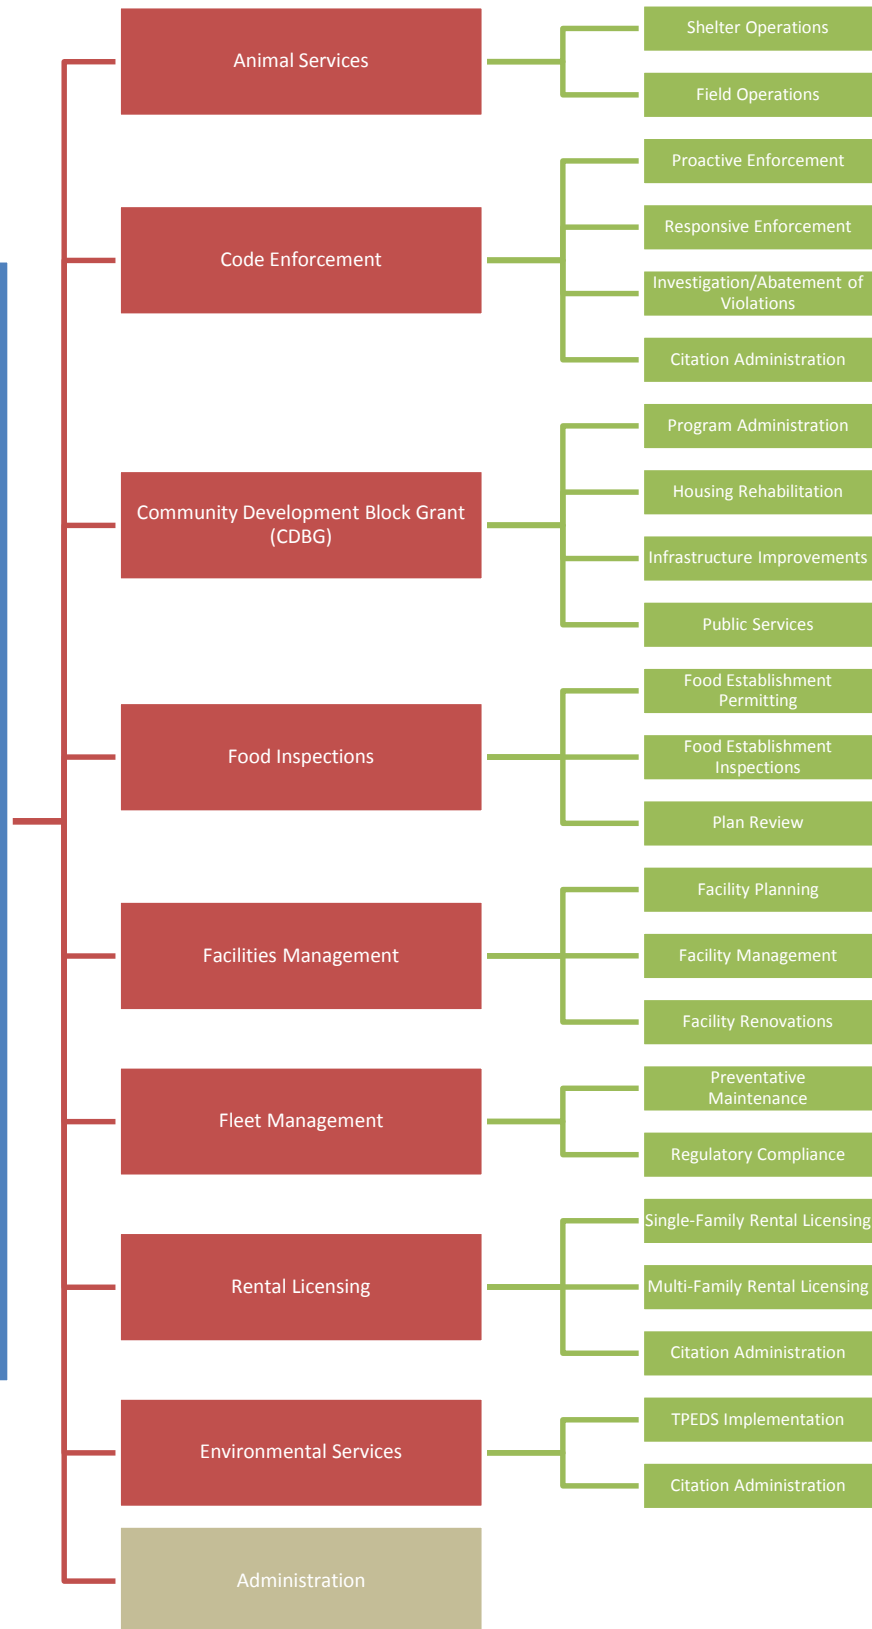 Animal Services
Shelter Operations
Field Operations
Code Enforcement
Proactive Enforcement
Responsive Enforcement
Investigation/Abatement of
Violations
Citation Administration
Community Development Block Grant
(CDBG)
Program Administration
Housing Rehabilitation
Infrastructure Improvements
Public Services
Food Inspections
Food Establishment
Permitting
Food Establishment
Inspections
Plan Review
Facilities Management
Facility Planning
Facility Management
Facility Renovations
Fleet Management
Preventative
Maintenance
Regulatory Compliance
Rental Licensing
Single-Family Rental Licensing
Multi-Family Rental Licensing
Citation Administration
Environmental Services
TPEDS Implementation
Citation Administration
Administration